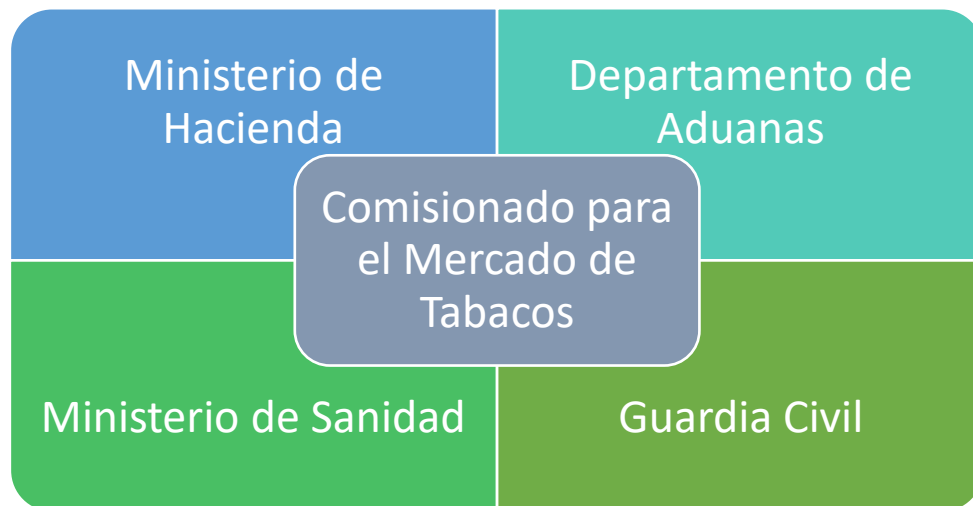 Ministerio de
Hacienda
Departamento de
Aduanas
Comisionado para
el Mercado de
Tabacos
Ministerio de Sanidad
Guardia Civil